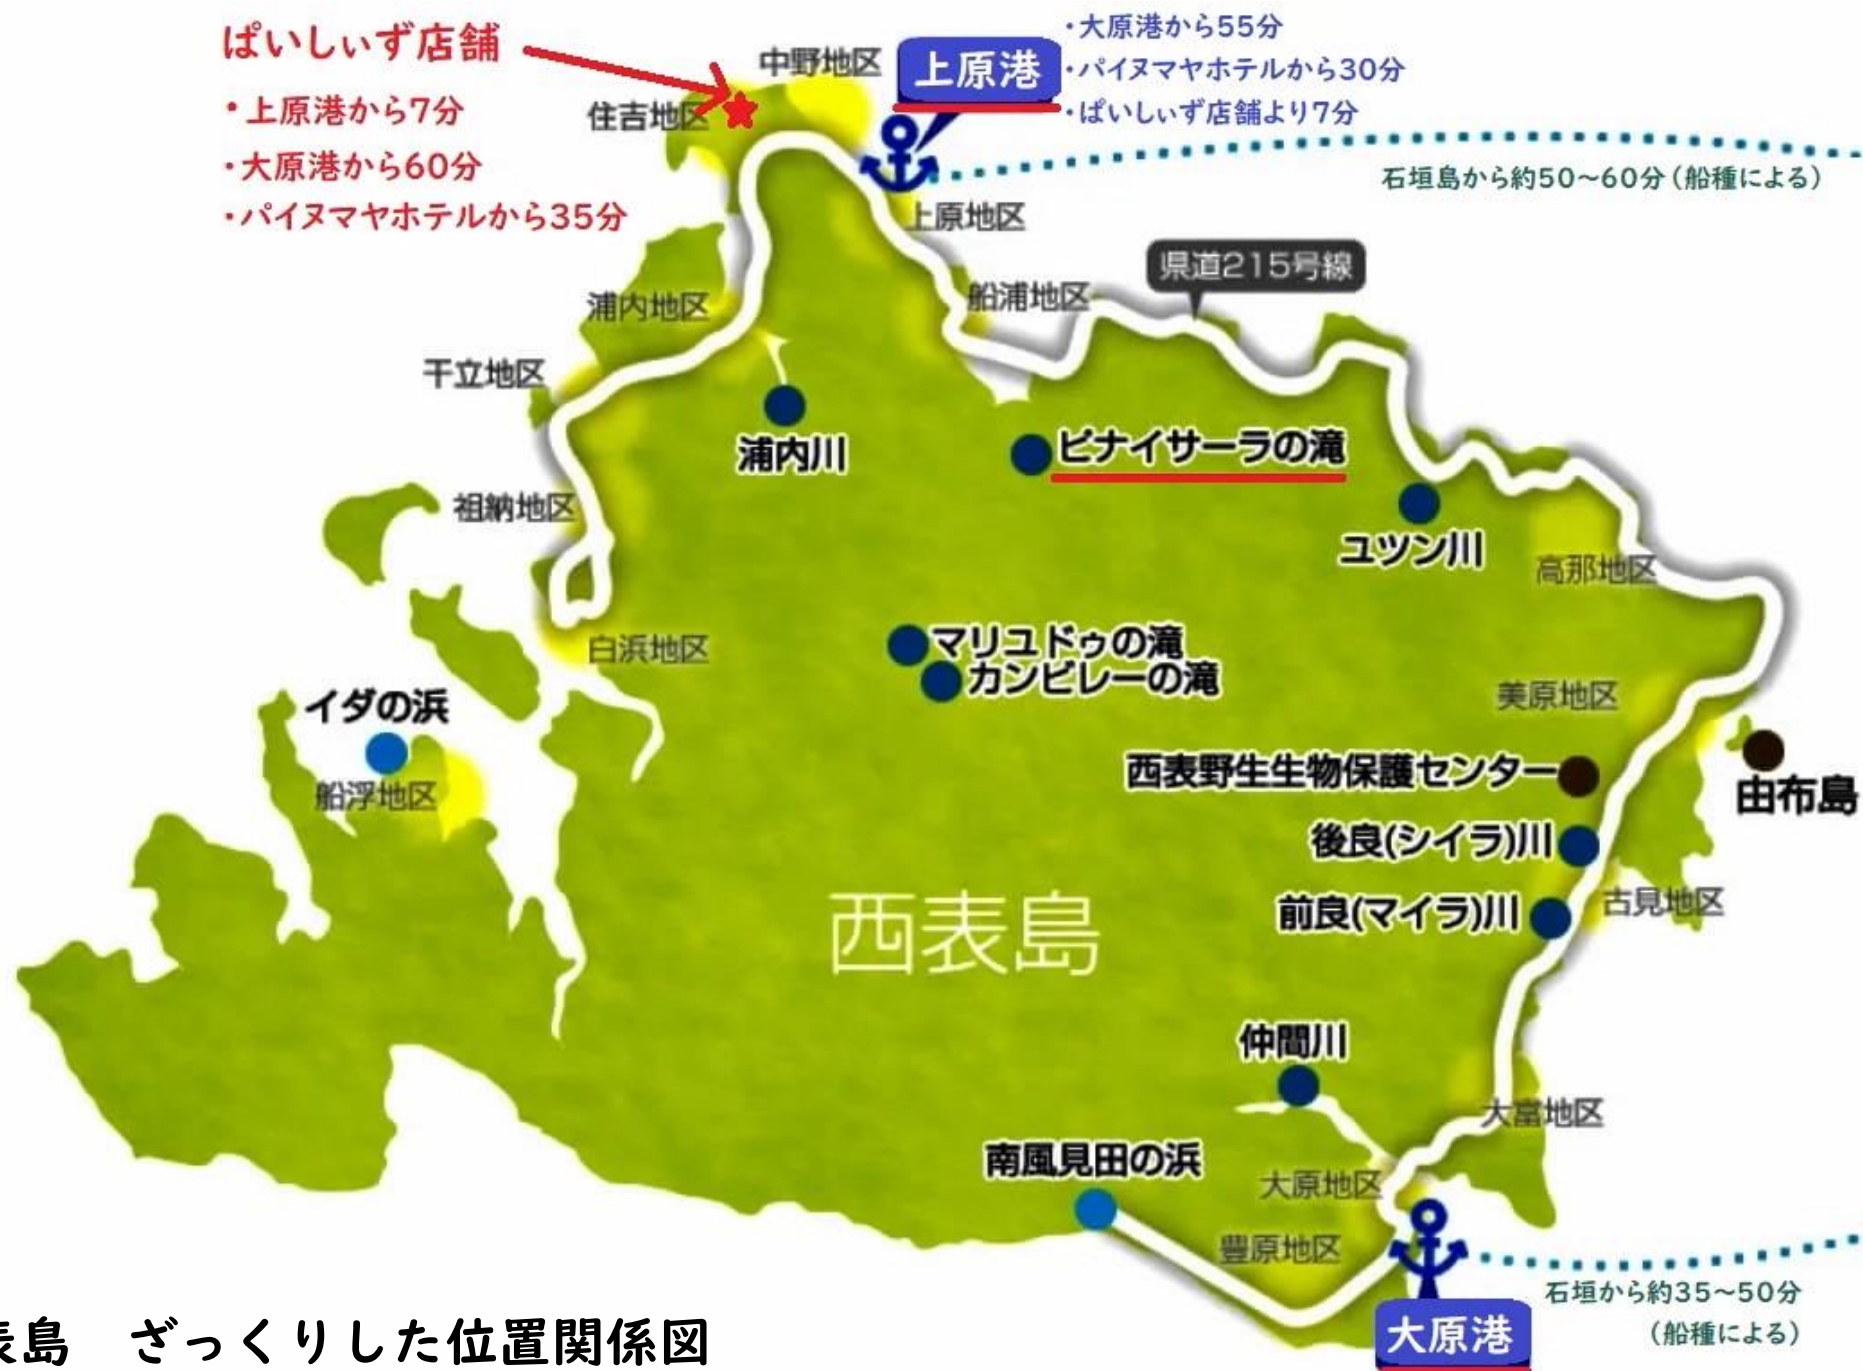 ぱいしぃず店舗
・上原港から7分
・大原港から60分
・パイヌマヤホテルから35分
中野地区
上原港
・大原港から55分
・パイヌマヤホテルから30分
・ぱいしぃず店舗より7分
住吉地区
石垣島から約50～60分（船種による）
上原地区
県道215号線
船浦地区
浦内地区
干立地区
浦内川
ピナイサーラの滝
祖納地区
ユツン川
高那地区
白浜地区
マリユドゥの滝
カンビレーの滝
イダの浜
美原地区
船浮地区
西表野生生物保護センター
由布島
後良(シイラ)川
前良(マイラ)川
古見地区
西表島
仲間川
大富地区
南風見田の浜
大原地区
豊原地区
石垣から約35～50分
（船種による）
大原港
表島　ざっくりした位置関係図